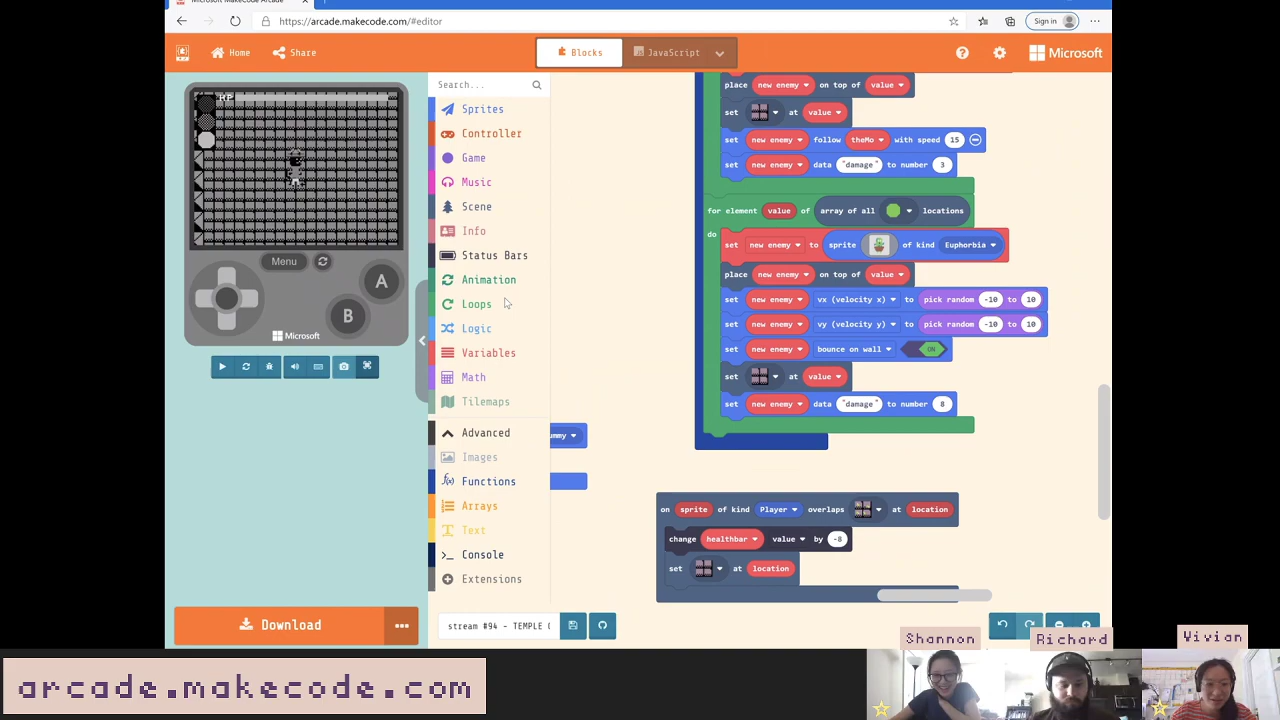 Microsoft MakeCode Arcade
https://arcade.makecode.com/#editor
Sign in
Home
Share
Blocks
JavaScript
Microsoft
HP
Menu
A
B
Microsoft
Download
Search...
Sprites
Controller
Game
Music
Scene
Info
Status Bars
Animation
Loops
Logic
Variables
Math
Tilemaps
Advanced
Images
Functions
Arrays
Text
Console
Extensions
place new enemy on top of value
set at value
set new enemy follow theMo with speed 15
set new enemy data "damage" to number 3
for element value of array of all locations
do
set new enemy to sprite of kind Euphorbia
place new enemy on top of value
set new enemy vx (velocity x) to pick random -10 to 10
set new enemy vy (velocity y) to pick random -10 to 10
set new enemy bounce on wall ON
set at value
set new enemy data "damage" to number 8
ummy
on sprite of kind Player overlaps at location
change healthbar value by -8
set at location
stream #94 - TEMPLE
Shannon
Richard
Vivian
arcade.makecode.com